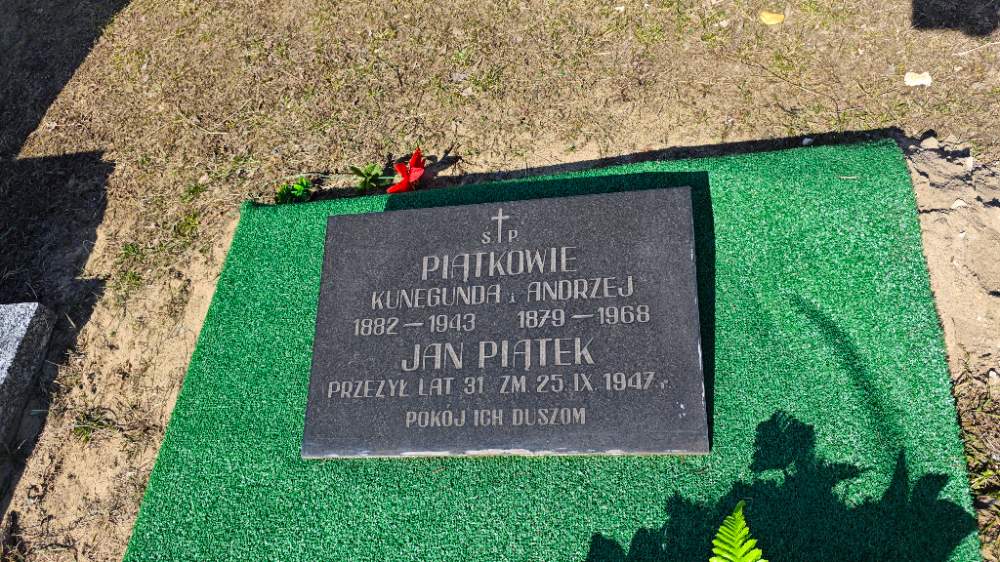 S P
PIĄTKOWIE
KUNEGUNDA i ANDRZEJ
1882 – 1943 1879 – 1968
JAN PIĄTEK
PRZEŻYŁ LAT 31 ZM 25.IX.1947 r.
POKÓJ ICH DUSZOM